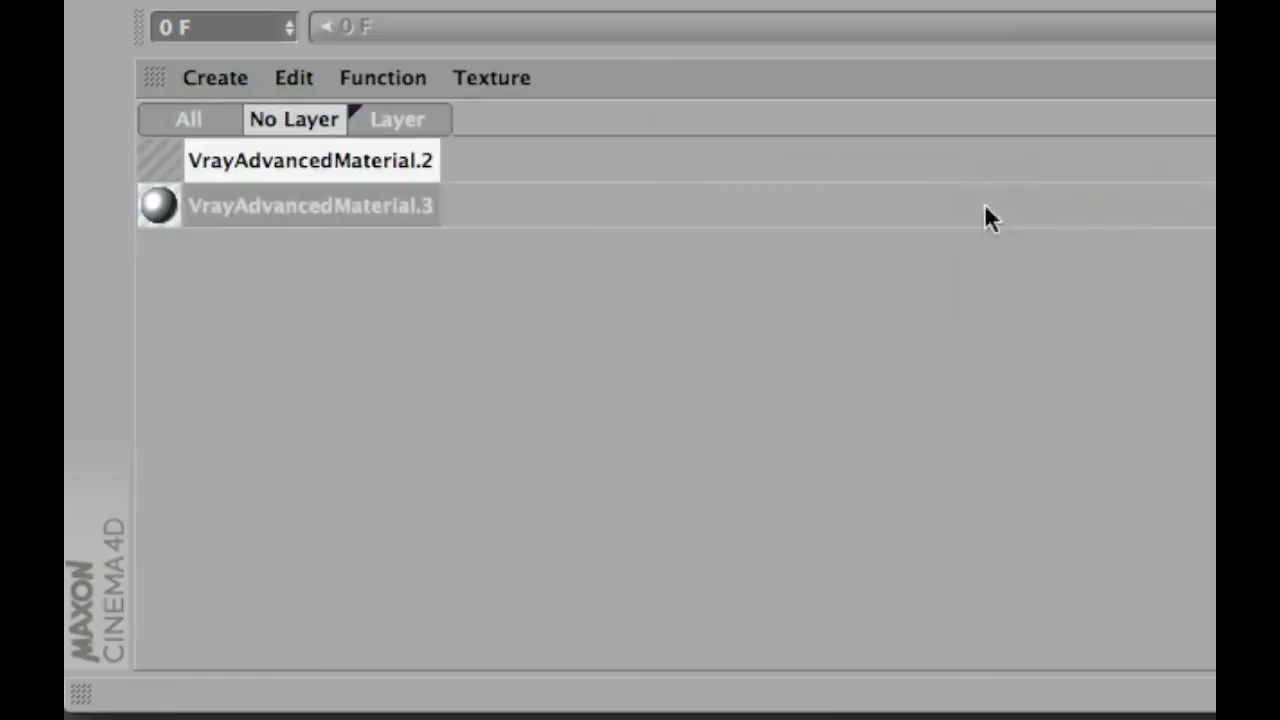 0 F
0 F
Create Edit Function Texture
All No Layer Layer
VrayAdvancedMaterial.2
VrayAdvancedMaterial.3
MAXON
CINEMA 4D